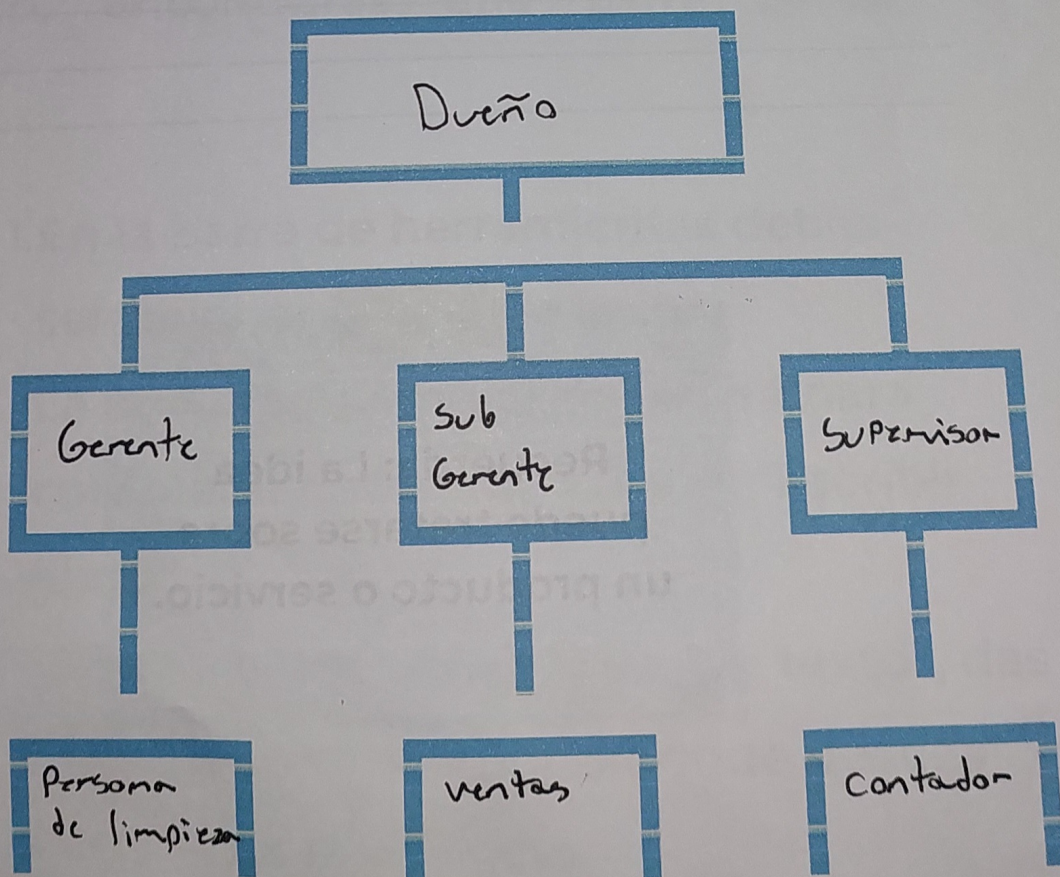 Dueño
Gerente
Sub
Gerente
Supervisor
Persona
de limpieza
ventas
contador